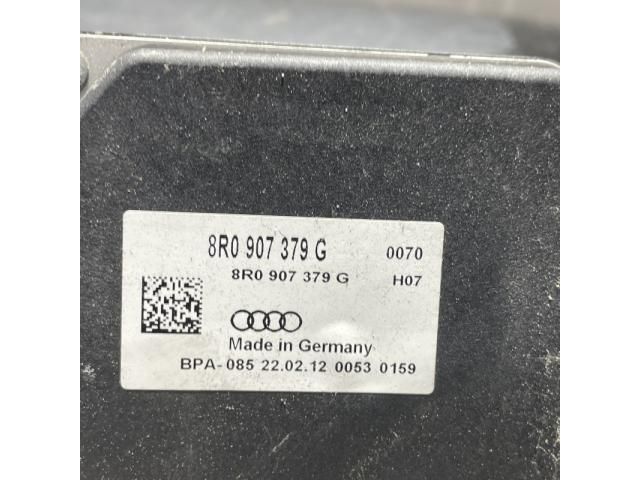 8R0 907 379 G 0070
8R0 907 379 G H07
Made in Germany
BPA-085 22.02.12 0053 0159